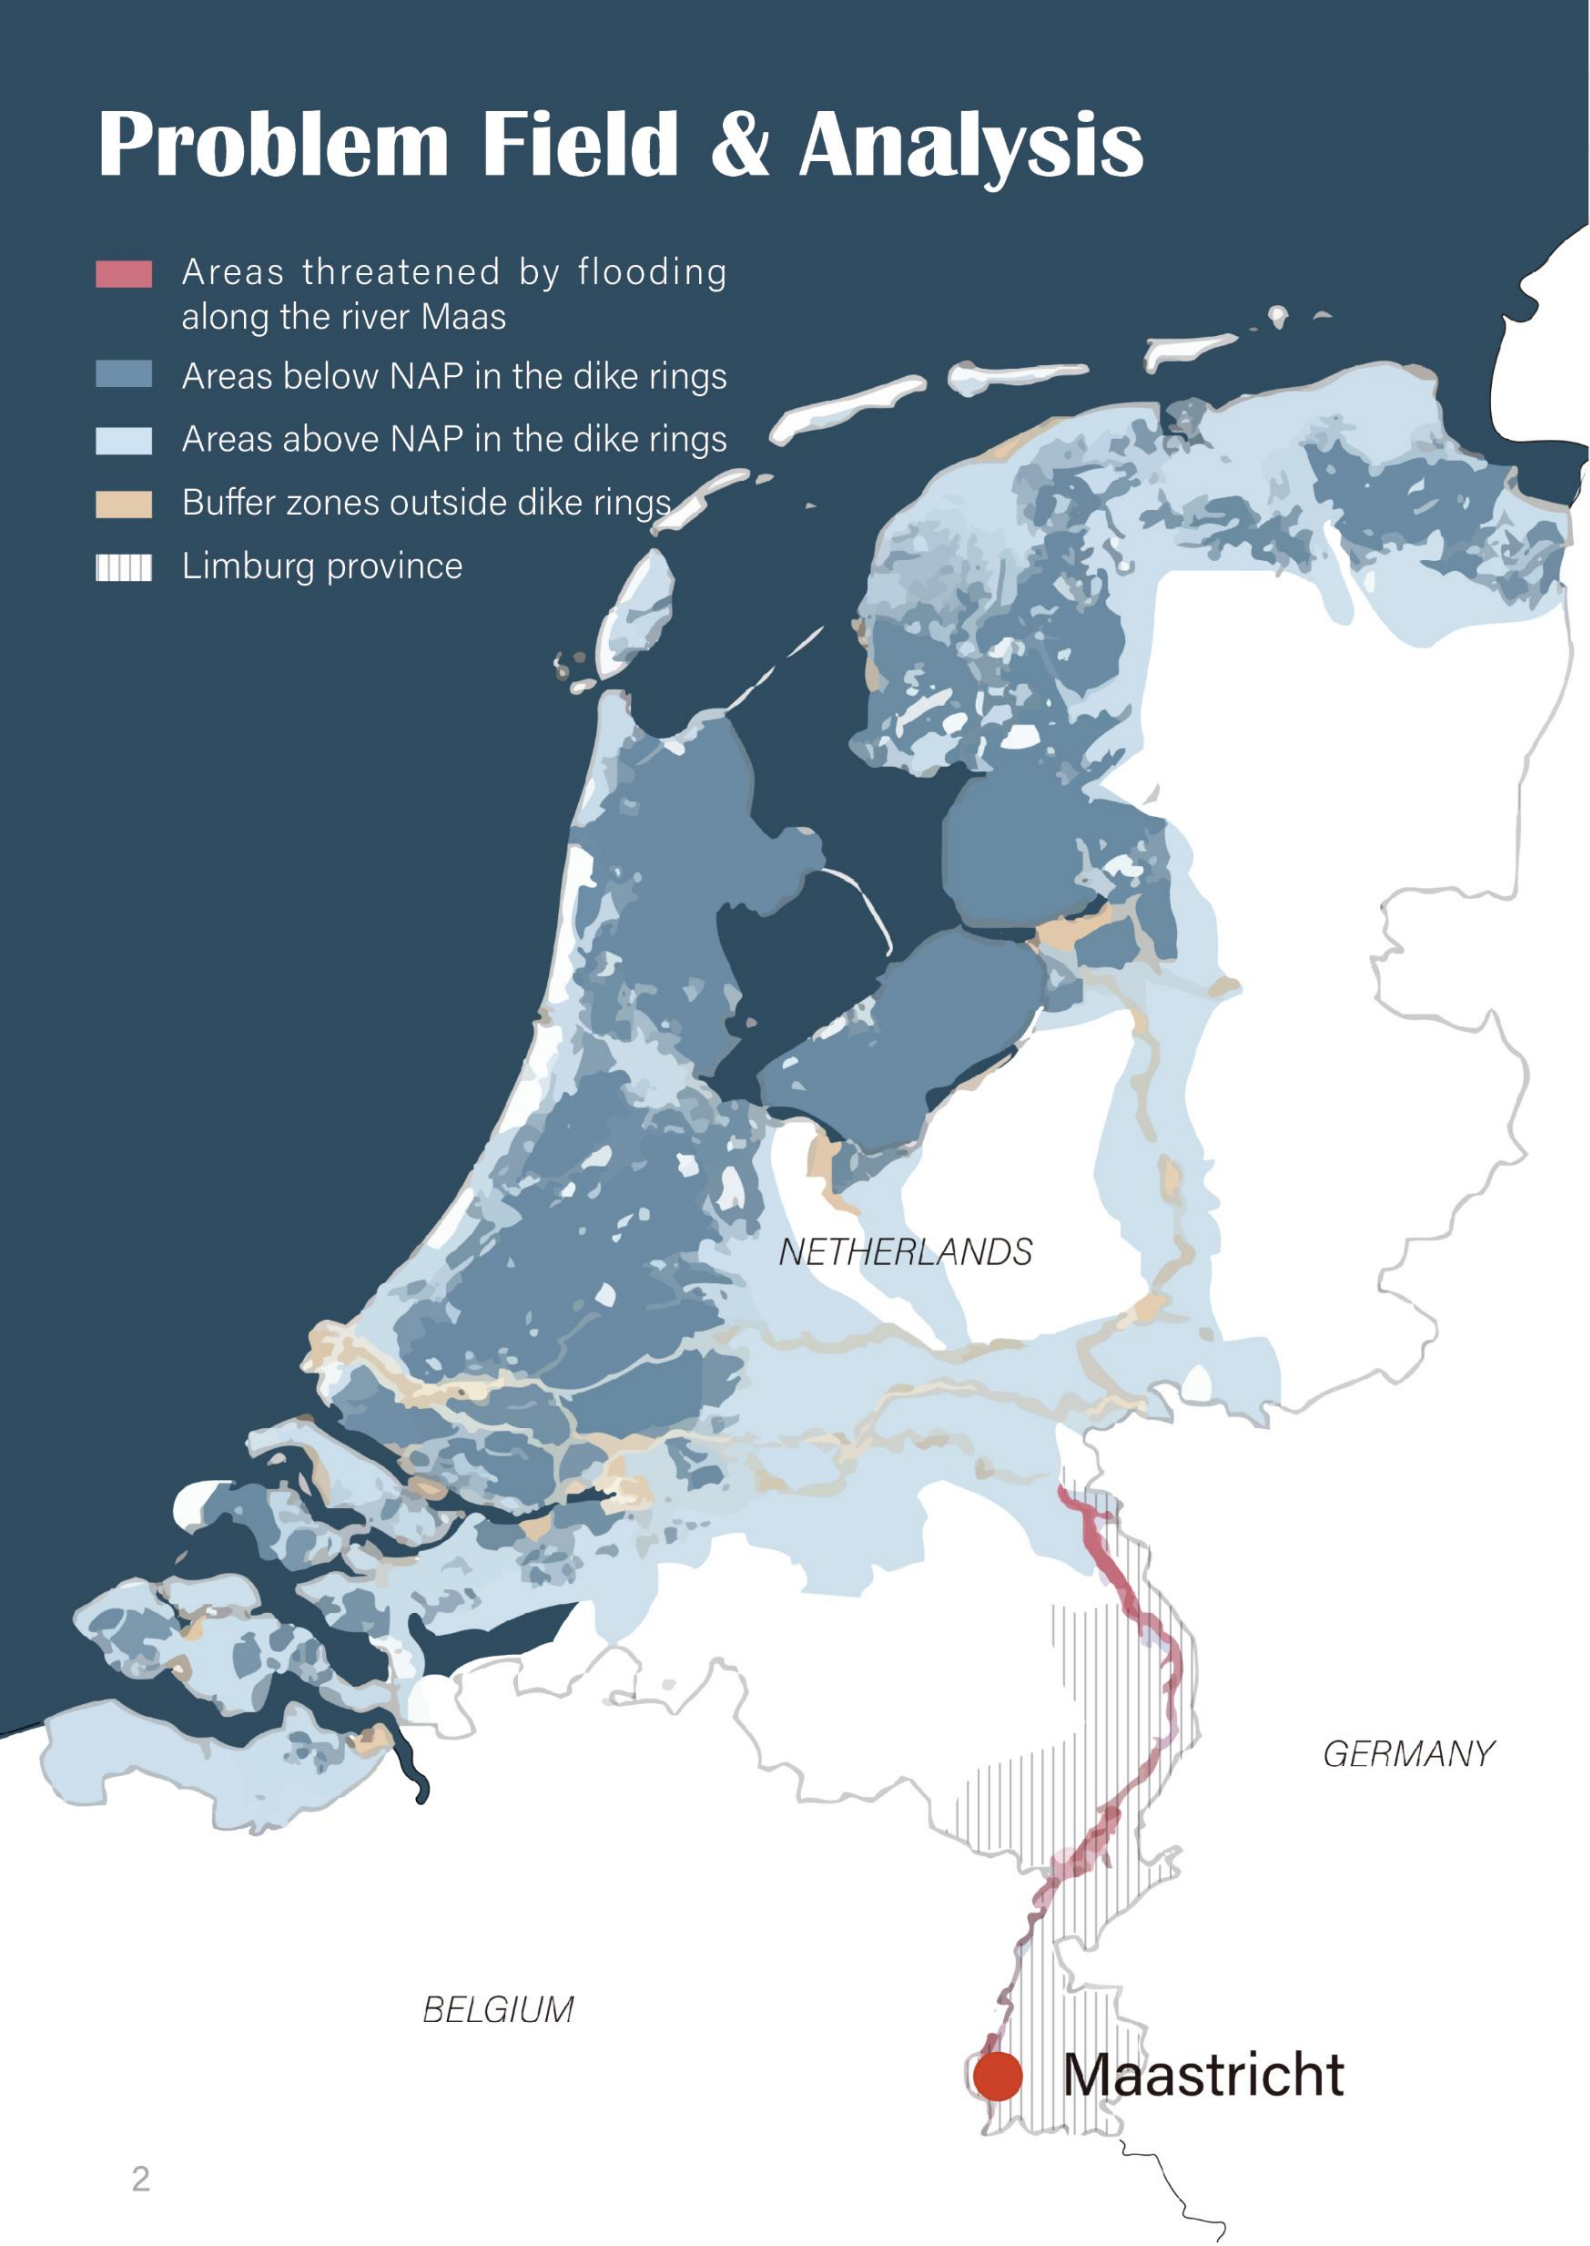 Problem Field & Analysis
Areas threatened by flooding
along the river Maas
Areas below NAP in the dike rings
Areas above NAP in the dike rings
Buffer zones outside dike rings
Limburg province
NETHERLANDS
GERMANY
BELGIUM
Maastricht
2